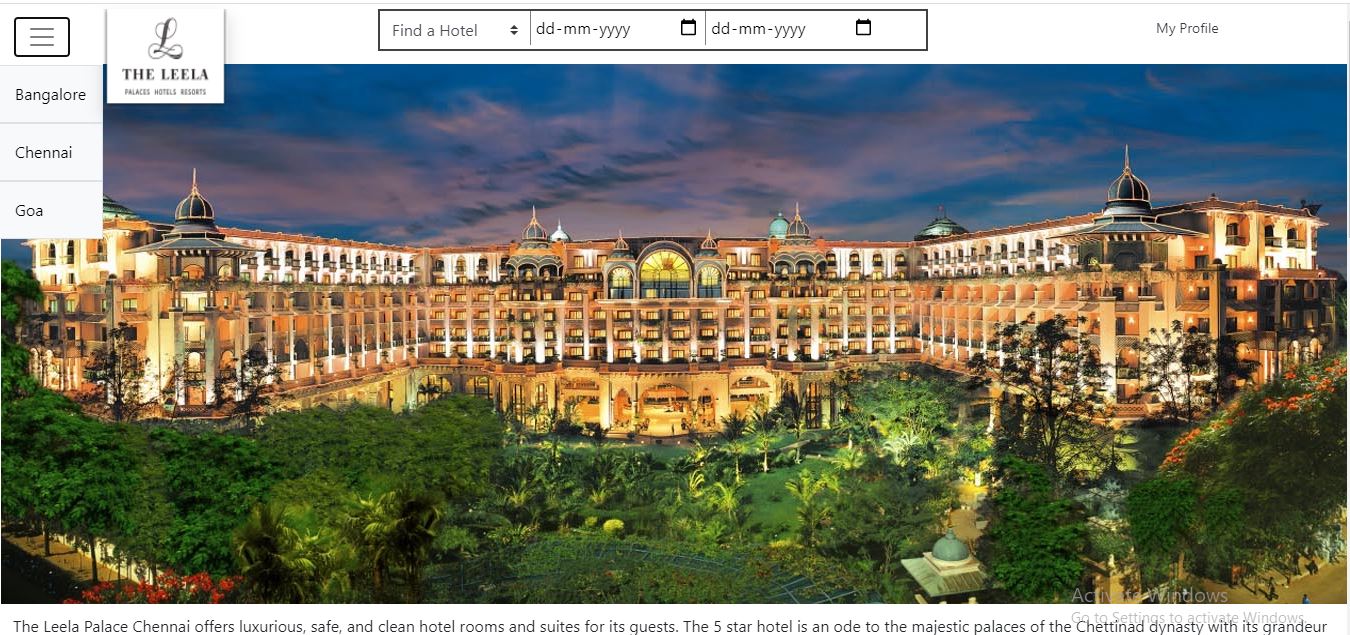 Find a Hotel
dd-mm-yyyy
dd-mm-yyyy
My Profile
THE LEELA
PALACES HOTELS RESORTS
Bangalore
Chennai
Goa
Activate Windows
Go to Settings to activate Windows.
The Leela Palace Chennai offers luxurious, safe, and clean hotel rooms and suites for its guests. The 5 star hotel is an ode to the majestic palaces of the Chettinad dynasty with its grandeur